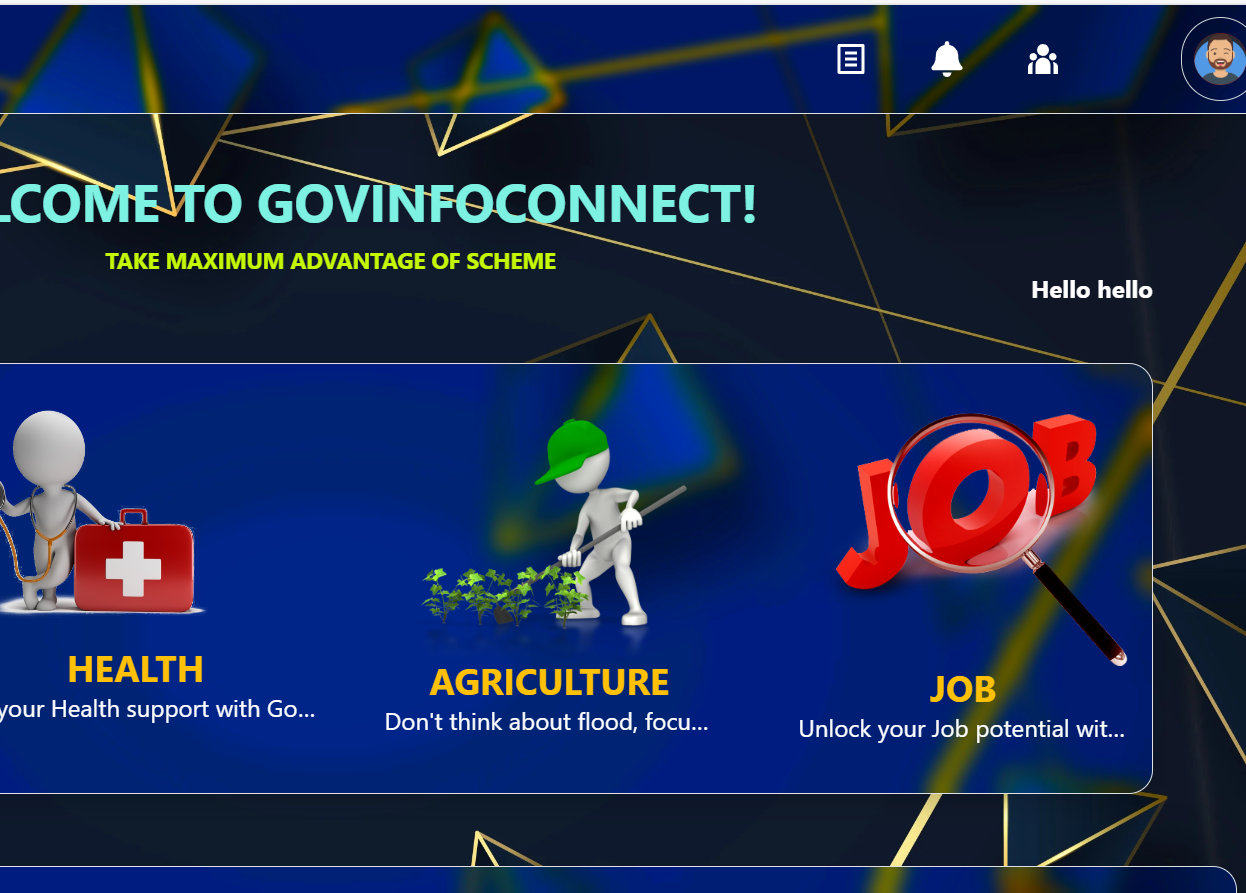 LCOME TO GOVINFOCONNECT!
TAKE MAXIMUM ADVANTAGE OF SCHEME
Hello hello
JOB
HEALTH
your Health support with Go...
AGRICULTURE
Don't think about flood, focu...
JOB
Unlock your Job potential wit...